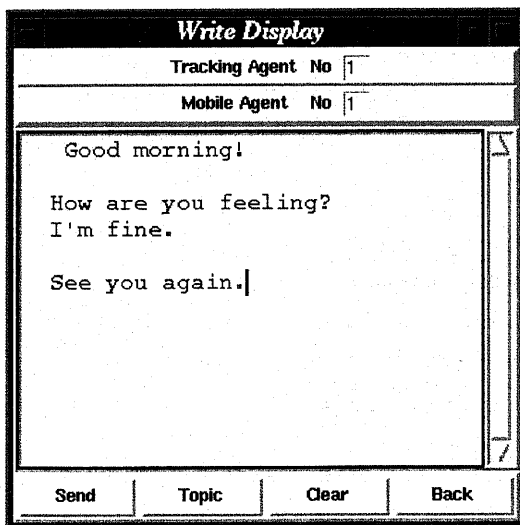 Write Display
Tracking Agent No 1
Mobile Agent No 1
Good morning!
How are you feeling?
I'm fine.
See you again.
Send Topic Clear Back